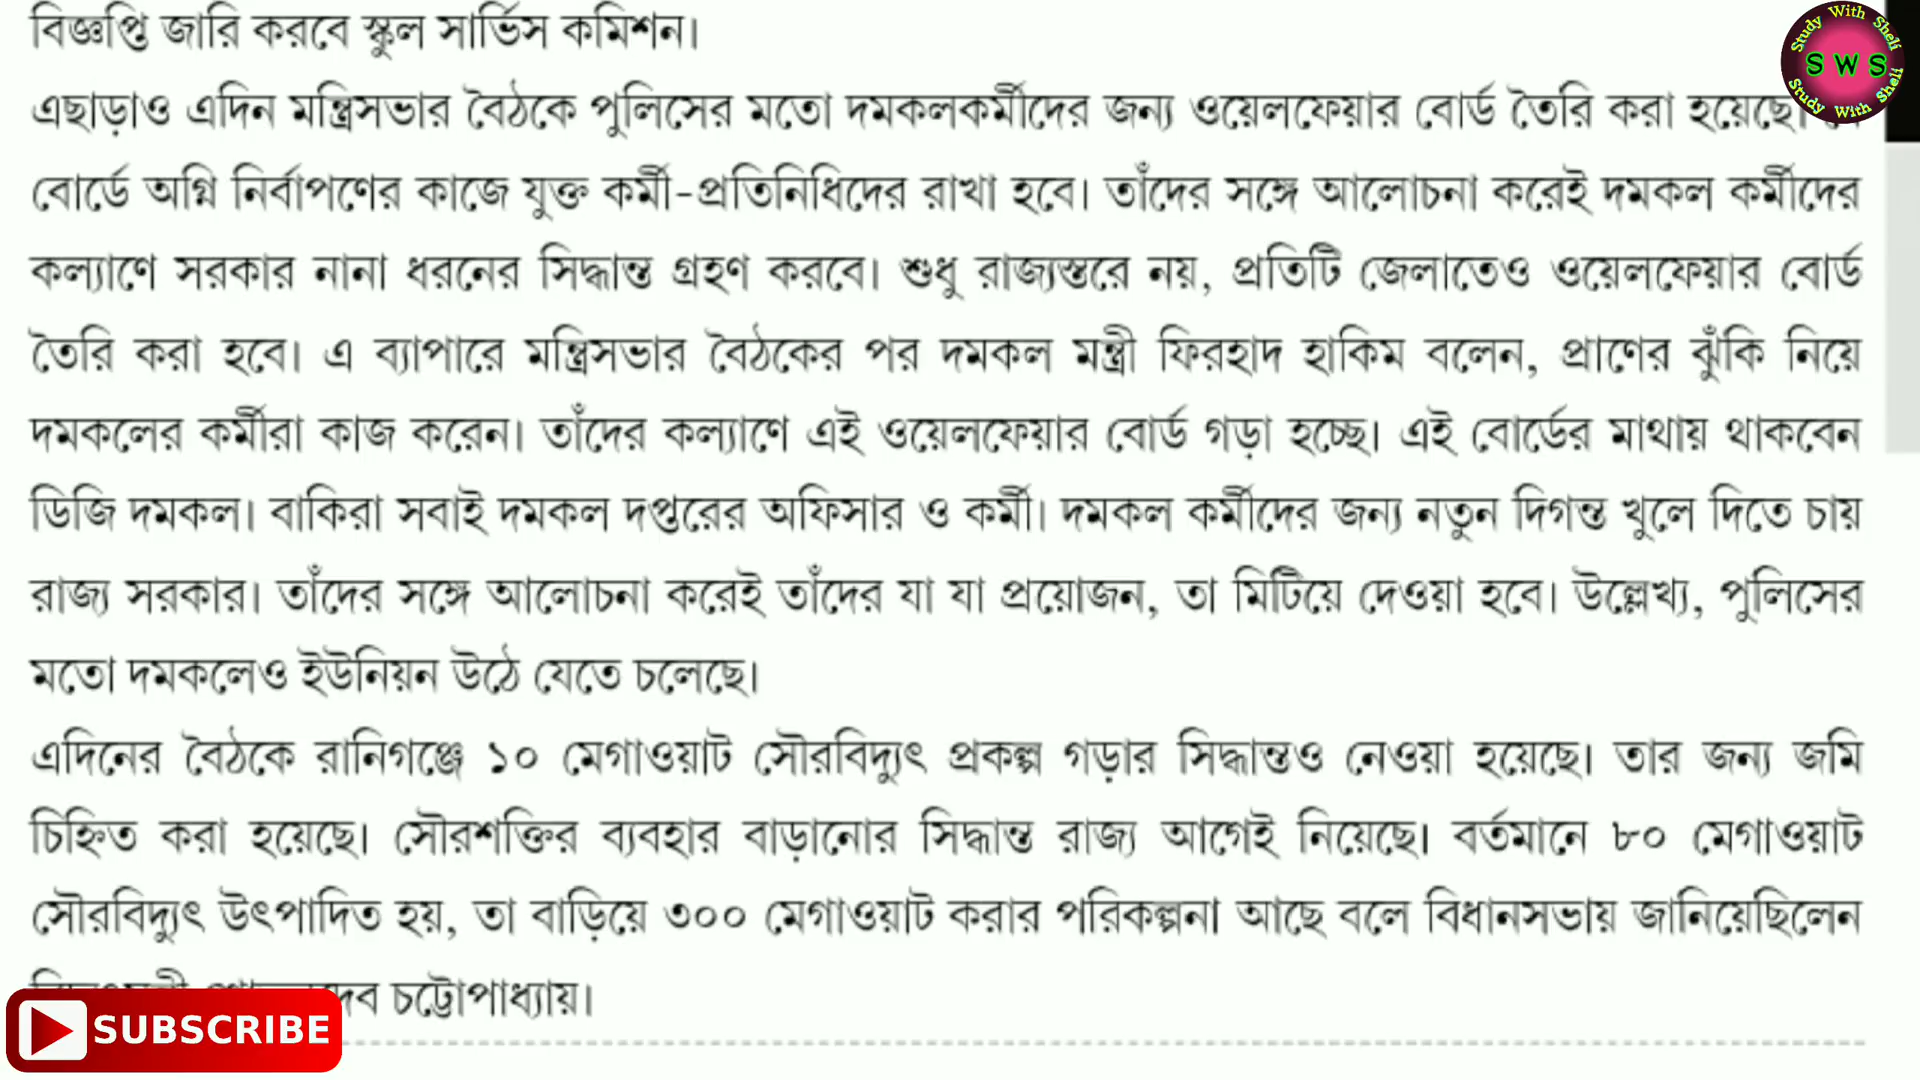 বিজ্ঞপ্তি জারি করবে স্কুল সার্ভিস কমিশন।
এছাড়াও এদিন মন্ত্রিসভার বৈঠকে পুলিসের মতো দমকলকর্মীদের জন্য ওয়েলফেয়ার বোর্ড তৈরি করা হয়েছে।
বোর্ডে অগ্নি নির্বাপণের কাজে যুক্ত কর্মী-প্রতিনিধিদের রাখা হবে। তাঁদের সঙ্গে আলোচনা করেই দমকল কর্মীদের
কল্যাণে সরকার নানা ধরনের সিদ্ধান্ত গ্রহণ করবে। শুধু রাজ্যস্তরে নয়, প্রতিটি জেলাতেও ওয়েলফেয়ার বোর্ড
তৈরি করা হবে। এ ব্যাপারে মন্ত্রিসভার বৈঠকের পর দমকল মন্ত্রী ফিরহাদ হাকিম বলেন, প্রাণের ঝুঁকি নিয়ে
দমকলের কর্মীরা কাজ করেন। তাঁদের কল্যাণে এই ওয়েলফেয়ার বোর্ড গড়া হচ্ছে। এই বোর্ডের মাথায় থাকবেন
ডিজি দমকল। বাকিরা সবাই দমকল দপ্তরের অফিসার ও কর্মী। দমকল কর্মীদের জন্য নতুন দিগন্ত খুলে দিতে চায়
রাজ্য সরকার। তাঁদের সঙ্গে আলোচনা করেই তাঁদের যা যা প্রয়োজন, তা মিটিয়ে দেওয়া হবে। উল্লেখ্য, পুলিসের
মতো দমকলেও ইউনিয়ন উঠে যেতে চলেছে।
এদিনের বৈঠকে রানিগঞ্জে ১০ মেগাওয়াট সৌরবিদ্যুৎ প্রকল্প গড়ার সিদ্ধান্তও নেওয়া হয়েছে। তার জন্য জমি
চিহ্নিত করা হয়েছে। সৌরশক্তির ব্যবহার বাড়ানোর সিদ্ধান্ত রাজ্য আগেই নিয়েছে। বর্তমানে ৮০ মেগাওয়াট
সৌরবিদ্যুৎ উৎপাদিত হয়, তা বাড়িয়ে ৩০০ মেগাওয়াট করার পরিকল্পনা আছে বলে বিধানসভায় জানিয়েছিলেন
চট্টোপাধ্যায়।
SUBSCRIBE
Study With Sheli
SWS
Study With Sheli